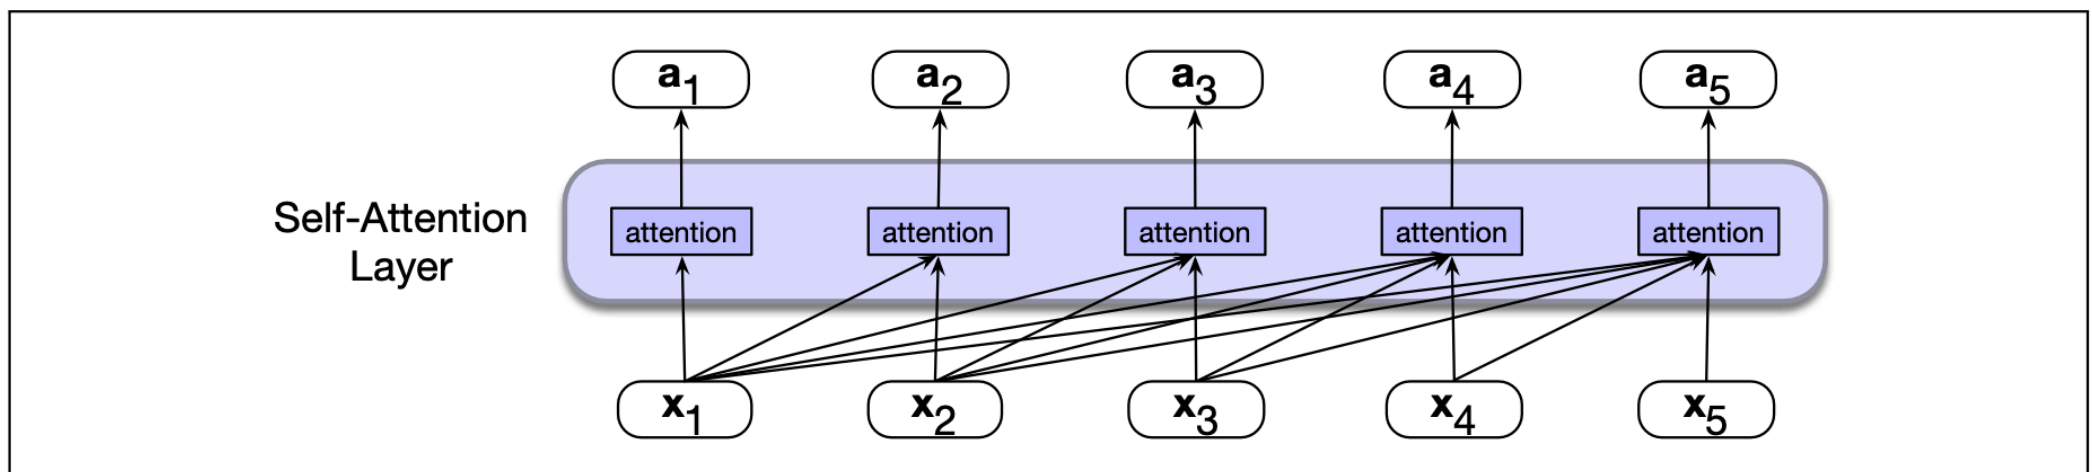 a1 a2 a3 a4 a5
Self-Attention
Layer
attention attention attention attention attention
x1 x2 x3 x4 x5